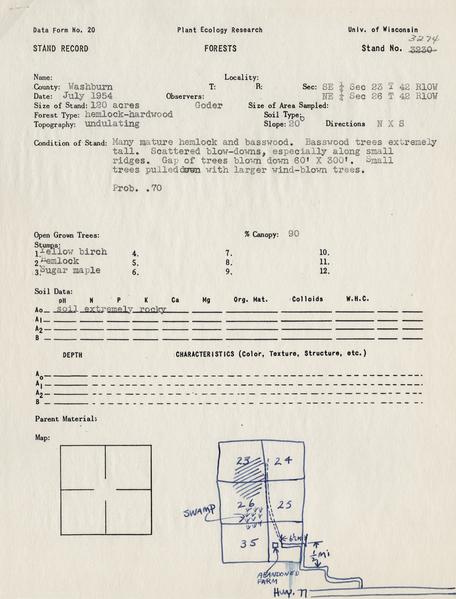 Data Form No. 20 Plant Ecology Research Univ. of Wisconsin
3274
STAND RECORD FORESTS Stand No. 3230
Name: Locality:
County: Washburn T: R: Sec: SE ¼ Sec 23 T 42 R10W
Date: July 1954 Observers: NE ¼ Sec 26 T 42 R10W
Size of Stand: 120 acres Goder Size of Area Sampled:
Forest Type: hemlock-hardwood Soil Type:
Topography: undulating Slope: 20° Directions N X S
Condition of Stand: Many mature hemlock and basswood. Basswood trees extremely
tall. Scattered blow-downs, especially along small
ridges. Gap of trees blown down 60' X 300'. Small
trees pulled down with larger wind-blown trees.
Prob. .70
Open Grown Trees: % Canopy: 90
Stumps:
1. Yellow birch 4. 7. 10.
2. Hemlock 5. 8. 11.
3. Sugar maple 6. 9. 12.
Soil Data:
pH N P K Ca Mg Org. Mat. Colloids W.H.C.
A₀ soil extremely rocky
A₁
A₂
B
DEPTH CHARACTERISTICS (Color, Texture, Structure, etc.)
A₀
A₁
A₂
B
Parent Material:
Map:
23 24
26 25
SWAMP
35
½ mi
ABANDONED
FARM
Hwy. 77